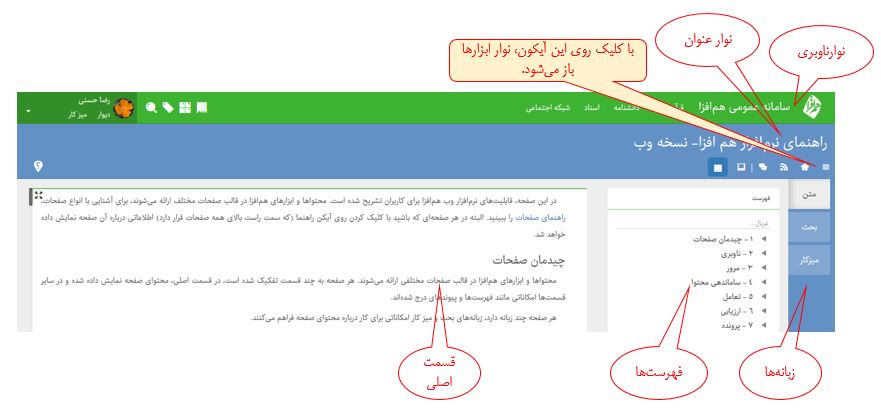 نوار عنوان
نوارناوبری
با کلیک روی این آیکون، نوار ابزارها
باز می‌شود.
سامانه عمومی هم‌افزا
دانشنامه
اسناد
شبکه اجتماعی
رضا حسنی
دیوار میز کار
راهنمای نرم‌افزار هم افزا- نسخه وب
متن
بحث
میزکار
فهرست
غربال...
۱ - چیدمان صفحات
۲ - ناوبری
۳ - مرور
۴ - ساماندهی محتوا
۵ - تعامل
۶ - ارزیابی
۷ - پرونده
در این صفحه، قابلیت‌های نرم‌افزار وب هم‌افزا برای کاربران تشریح شده است. محتواها و ابزارهای هم‌افزا در قالب صفحات مختلف ارائه می‌شوند، برای آشنایی با انواع صفحات،
راهنمای صفحات را ببینید. البته در هر صفحه‌ای که باشید با کلیک کردن روی آیکن راهنما (که سمت راست بالای همه صفحات قرار دارد) اطلاعاتی درباره آن صفحه نمایش داده
خواهد شد.
چیدمان صفحات
محتواها و ابزارهای هم‌افزا در قالب صفحات مختلفی ارائه می‌شوند. هر صفحه به چند قسمت تفکیک شده است، در قسمت اصلی، محتوای صفحه نمایش داده شده و در سایر
قسمت‌ها امکاناتی مانند فهرست‌ها و پیوندهای درج شده‌اند.
هر صفحه چند زبانه دارد، زبانه‌های بحث و میز کار امکاناتی برای کار درباره محتوای صفحه فراهم می‌کنند.
زبانه‌ها
فهرست‌ها
قسمت
اصلی